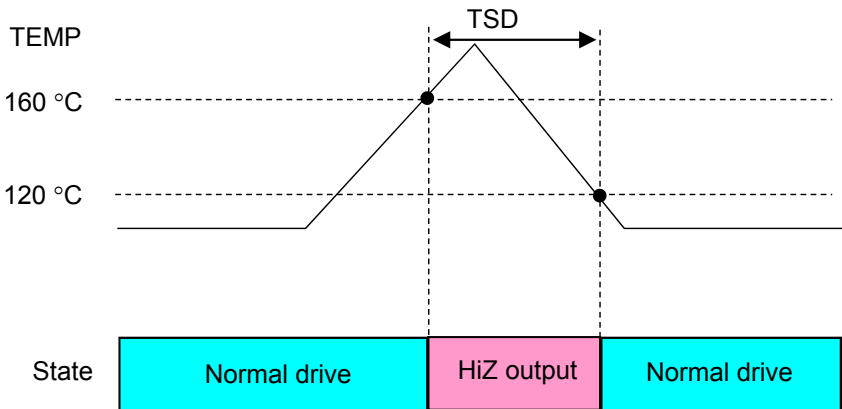 TSD
TEMP
160 °C
120 °C
State
Normal drive
HiZ output
Normal drive